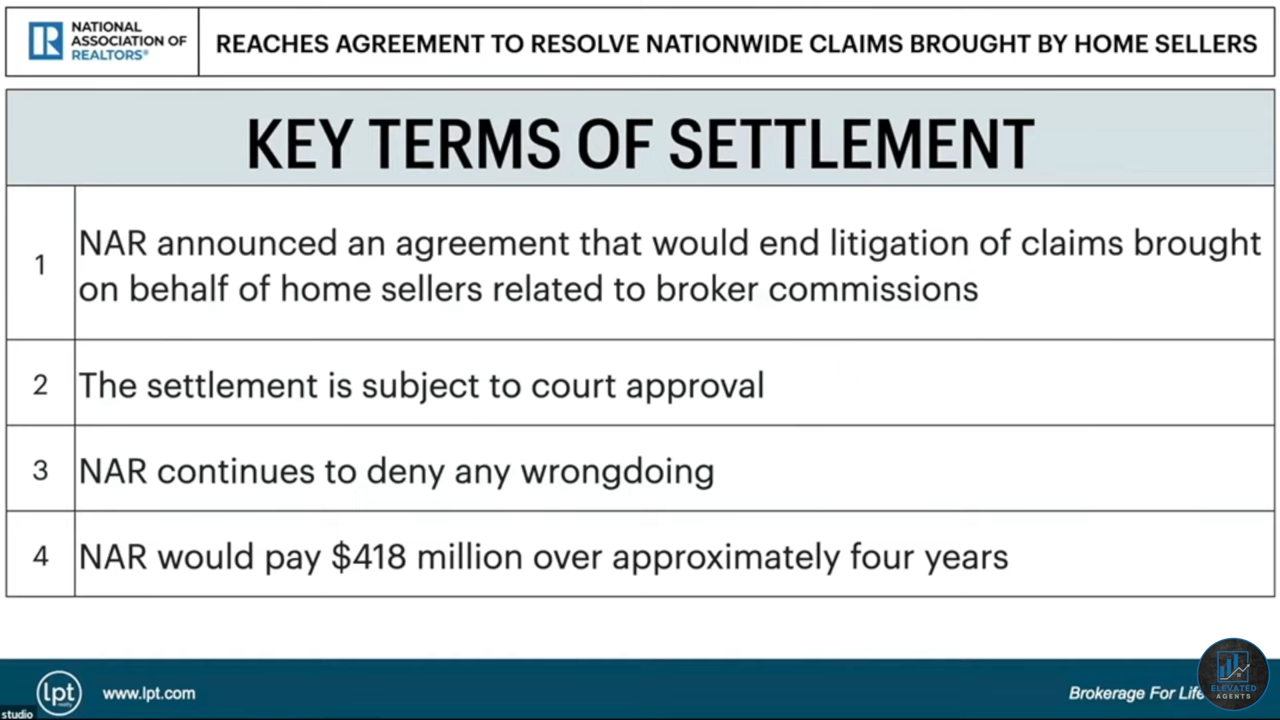 NATIONAL
ASSOCIATION OF
REALTORS®
REACHES AGREEMENT TO RESOLVE NATIONWIDE CLAIMS BROUGHT BY HOME SELLERS
KEY TERMS OF SETTLEMENT
1
NAR announced an agreement that would end litigation of claims brought
on behalf of home sellers related to broker commissions
2
The settlement is subject to court approval
3
NAR continues to deny any wrongdoing
4
NAR would pay $418 million over approximately four years
lpt
realty
www.lpt.com
Brokerage For Life
ELEVATED
AGENTS
studio